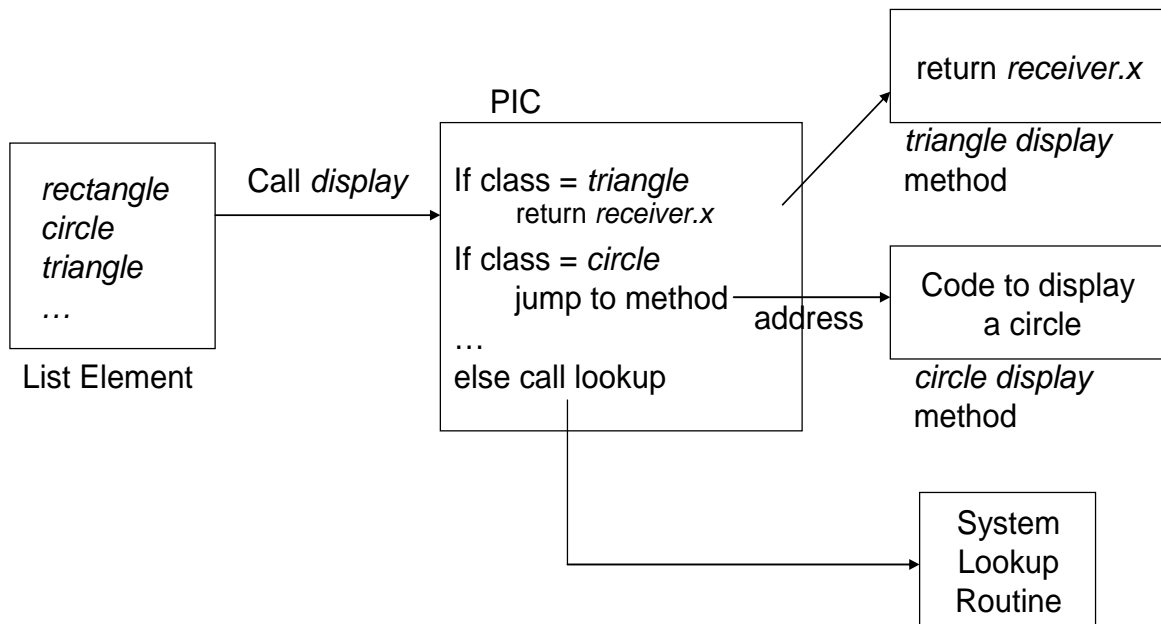 rectangle
circle
triangle
…
List Element
Call display
PIC
If class = triangle
return receiver.x
If class = circle
jump to method
…
else call lookup
address
return receiver.x
triangle display
method
Code to display
a circle
circle display
method
System
Lookup
Routine